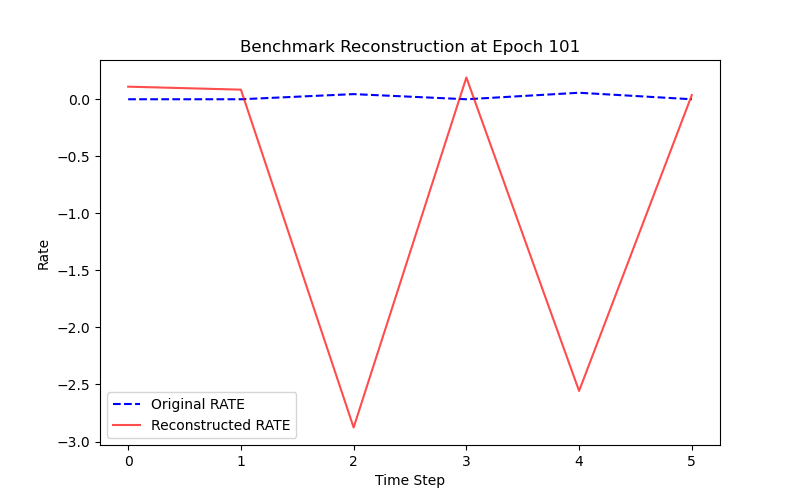 Benchmark Reconstruction at Epoch 101
Rate
0.0
−0.5
−1.0
−1.5
−2.0
−2.5
−3.0
Original RATE
Reconstructed RATE
0 1 2 3 4 5
Time Step